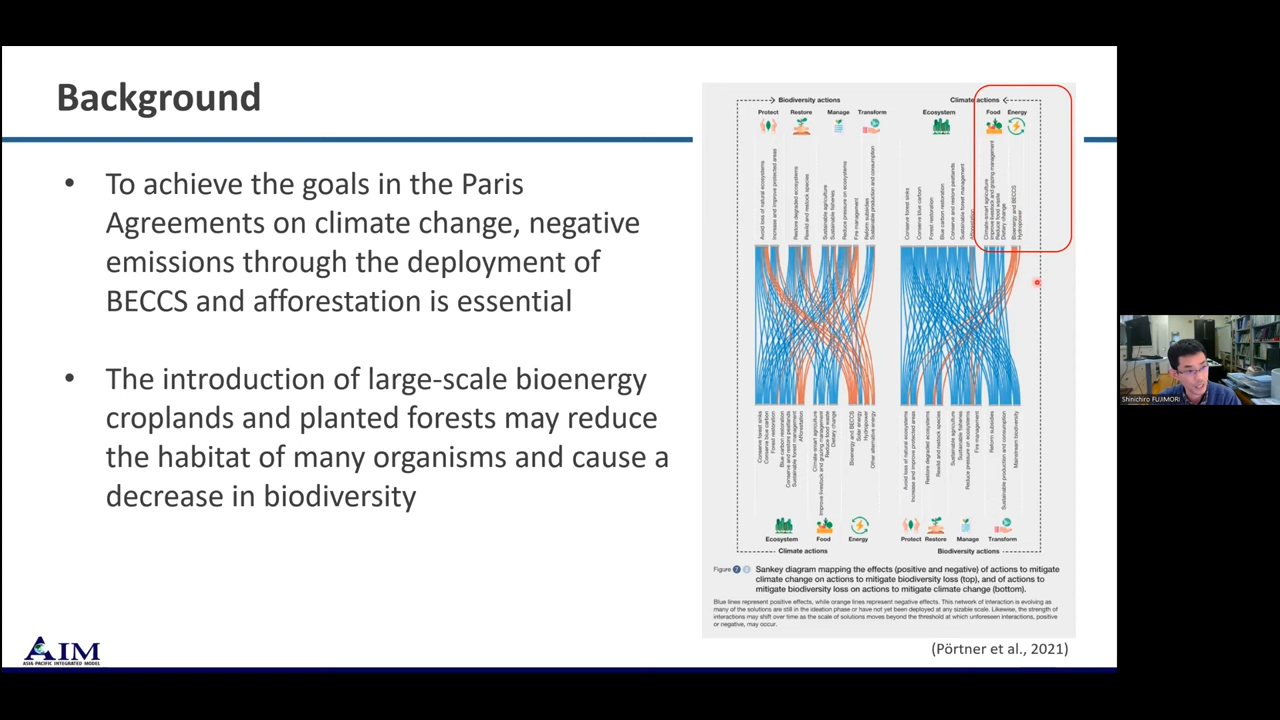 Background
• To achieve the goals in the Paris
Agreements on climate change, negative
emissions through the deployment of
BECCS and afforestation is essential
• The introduction of large-scale bioenergy
croplands and planted forests may reduce
the habitat of many organisms and cause a
decrease in biodiversity
Biodiversity actions
Protect Restore Manage Transform
Avoid loss of natural ecosystems
Increase and improve protected areas
Restore degraded ecosystems
Rewild and restock species
Sustainable agriculture
Sustainable fisheries
Reduce pressure on ecosystems
Fire management
Reform subsidies
Sustainable production and consumption
Conserve forest sinks
Conserve blue carbon
Forest restoration
Blue carbon restoration
Conserve and restore peatlands
Sustainable forest management
Afforestation
Climate-smart agriculture
Improve livestock and grazing management
Reduce food waste
Dietary change
Bioenergy and BECCS
Solar energy
Hydropower
Other alternative energy
Ecosystem Food Energy
Climate actions
Climate actions
Ecosystem Food Energy
Conserve forest sinks
Conserve blue carbon
Forest restoration
Blue carbon restoration
Conserve and restore peatlands
Sustainable forest management
Afforestation
Climate-smart agriculture
Improve livestock and grazing management
Reduce food waste
Dietary change
Bioenergy and BECCS
Hydropower
Avoid loss of natural ecosystems
Increase and improve protected areas
Restore degraded ecosystems
Rewild and restock species
Sustainable agriculture
Sustainable fisheries
Reduce pressure on ecosystems
Fire management
Reform subsidies
Sustainable production and consumption
Mainstream biodiversity
Protect Restore Manage Transform
Biodiversity actions
Figure 7
Sankey diagram mapping the effects (positive and negative) of actions to mitigate
climate change on actions to mitigate biodiversity loss (top), and of actions to
mitigate biodiversity loss on actions to mitigate climate change (bottom).
Blue lines represent positive effects, while orange lines represent negative effects. This network of interaction is evolving as
many of the solutions are still in the ideation phase or have not yet been deployed at any sizable scale. Likewise, the strength of
interactions may shift over time as the scale of solutions moves beyond the threshold at which unforeseen interactions, positive
or negative, may occur.
(Pörtner et al., 2021)
AIM
ASIA-PACIFIC INTEGRATED MODEL
Shinichiro FUJIMORI